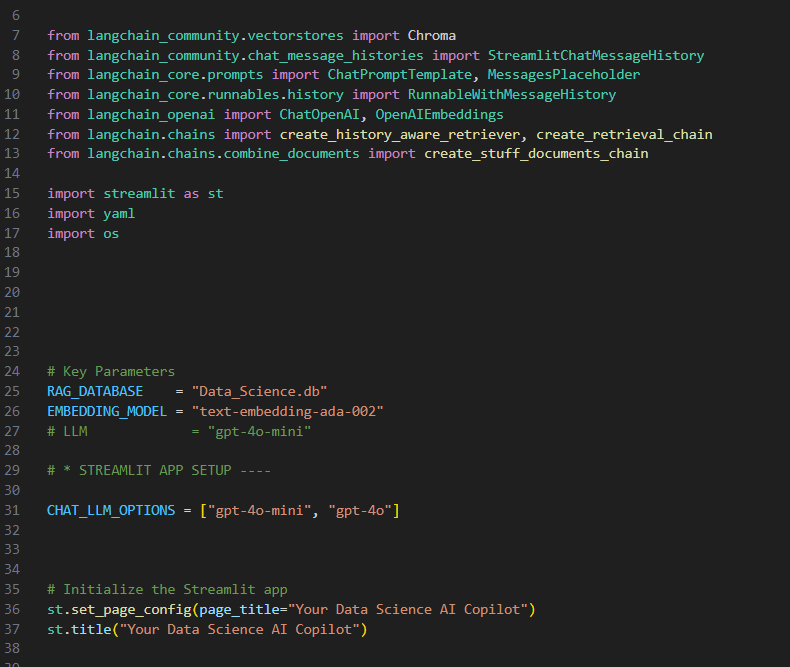 6
7 from langchain_community.vectorstores import Chroma
8 from langchain_community.chat_message_histories import StreamlitChatMessageHistory
9 from langchain_core.prompts import ChatPromptTemplate, MessagesPlaceholder
10 from langchain_core.runnables.history import RunnableWithMessageHistory
11 from langchain_openai import ChatOpenAI, OpenAIEmbeddings
12 from langchain.chains import create_history_aware_retriever, create_retrieval_chain
13 from langchain.chains.combine_documents import create_stuff_documents_chain
14
15 import streamlit as st
16 import yaml
17 import os
18
19
20
21
22
23
24 # Key Parameters
25 RAG_DATABASE    = "Data_Science.db"
26 EMBEDDING_MODEL = "text-embedding-ada-002"
27 # LLM             = "gpt-4o-mini"
28
29 # * STREAMLIT APP SETUP ----
30
31 CHAT_LLM_OPTIONS = ["gpt-4o-mini", "gpt-4o"]
32
33
34
35 # Initialize the Streamlit app
36 st.set_page_config(page_title="Your Data Science AI Copilot")
37 st.title("Your Data Science AI Copilot")
38